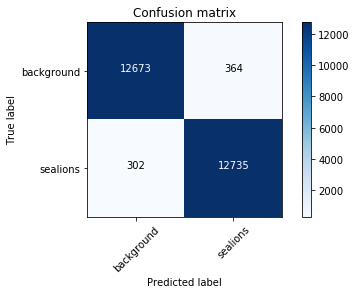 Confusion matrix
True label
background
sealions
12673
364
302
12735
background
sealions
Predicted label
12000
10000
8000
6000
4000
2000